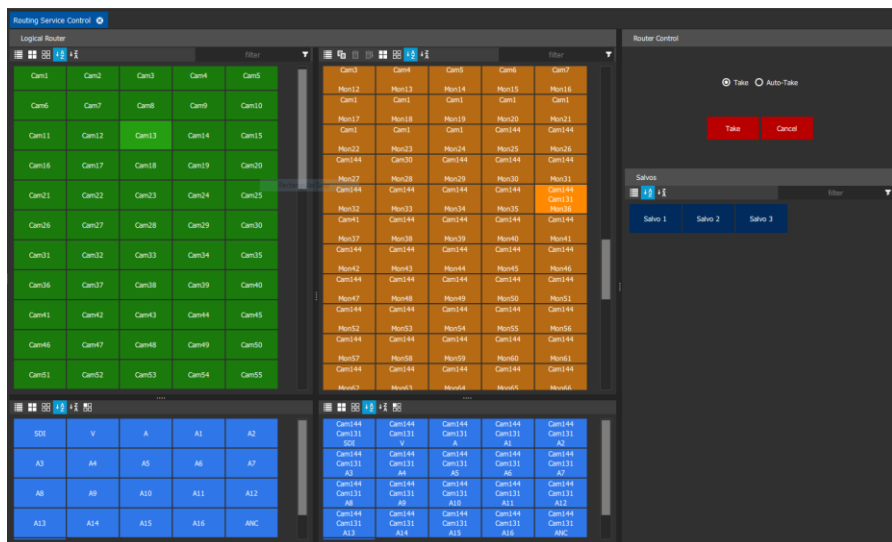 Routing Service Control
Logical Router
Router Control
filter
filter
Cam1 Cam2 Cam3 Cam4 Cam5
Cam6 Cam7 Cam8 Cam9 Cam10
Cam11 Cam12 Cam13 Cam14 Cam15
Cam16 Cam17 Cam18 Cam19 Cam20
Cam21 Cam22 Cam23 Cam24 Cam25
Cam26 Cam27 Cam28 Cam29 Cam30
Cam31 Cam32 Cam33 Cam34 Cam35
Cam36 Cam37 Cam38 Cam39 Cam40
Cam41 Cam42 Cam43 Cam44 Cam45
Cam46 Cam47 Cam48 Cam49 Cam50
Cam51 Cam52 Cam53 Cam54 Cam55
Cam3 Cam4 Cam5 Cam6 Cam7
Mon12 Mon13 Mon14 Mon15 Mon16
Cam1 Cam1 Cam1 Cam1 Cam1
Mon17 Mon18 Mon19 Mon20 Mon21
Cam1 Cam1 Cam1 Cam144 Cam144
Mon22 Mon23 Mon24 Mon25 Mon26
Cam144 Cam30 Cam144 Cam144 Cam144
Mon27 Mon28 Mon29 Mon30 Mon31
Cam144 Cam144 Cam144 Cam144 Cam144
Cam131
Mon32 Mon33 Mon34 Mon35 Mon36
Cam41 Cam144 Cam144 Cam144 Cam144
Mon37 Mon38 Mon39 Mon40 Mon41
Cam144 Cam144 Cam144 Cam144 Cam144
Mon42 Mon43 Mon44 Mon45 Mon46
Cam144 Cam144 Cam144 Cam144 Cam144
Mon47 Mon48 Mon49 Mon50 Mon51
Cam144 Cam144 Cam144 Cam144 Cam144
Mon52 Mon53 Mon54 Mon55 Mon56
Cam144 Cam144 Cam144 Cam144 Cam144
Mon57 Mon58 Mon59 Mon60 Mon61
Cam144 Cam144 Cam144 Cam144 Cam144
Mon62 Mon63 Mon64 Mon65 Mon66
Take Auto-Take
Take Cancel
Salvos
filter
Salvo 1 Salvo 2 Salvo 3
SDI V A A1 A2
A3 A4 A5 A6 A7
A8 A9 A10 A11 A12
A13 A14 A15 A16 ANC
Cam144 Cam144 Cam144 Cam144 Cam144
Cam131 Cam131 Cam131 Cam131 Cam131
SDI V A A1 A2
Cam144 Cam144 Cam144 Cam144 Cam144
Cam131 Cam131 Cam131 Cam131 Cam131
A3 A4 A5 A6 A7
Cam144 Cam144 Cam144 Cam144 Cam144
Cam131 Cam131 Cam131 Cam131 Cam131
A8 A9 A10 A11 A12
Cam144 Cam144 Cam144 Cam144 Cam144
Cam131 Cam131 Cam131 Cam131 Cam131
A13 A14 A15 A16 ANC